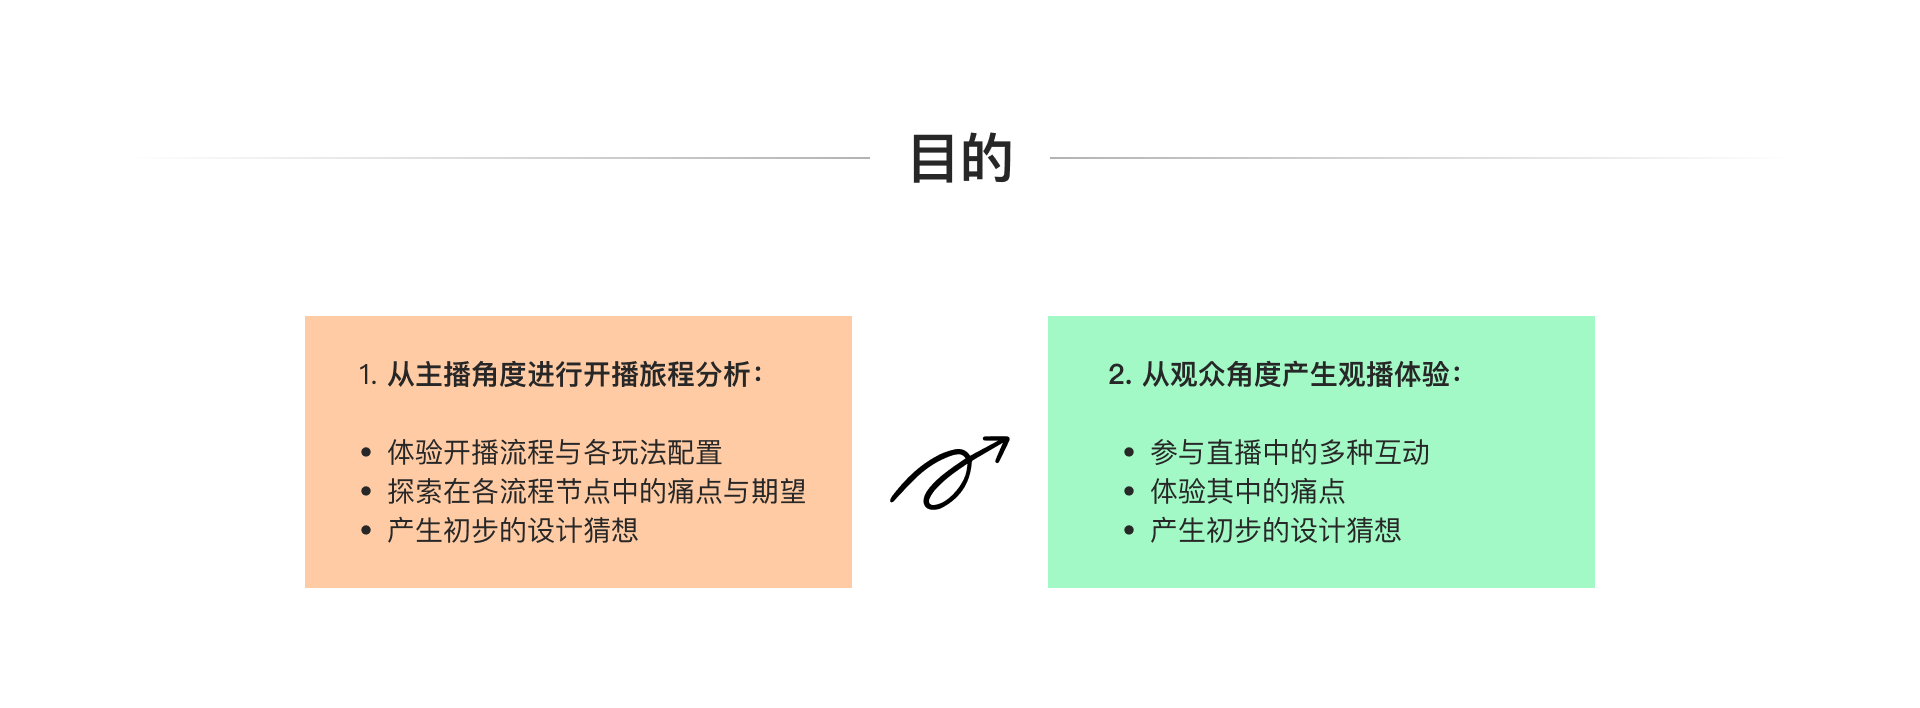 目的
1. 从主播角度进行开播旅程分析：
• 体验开播流程与各玩法配置
• 探索在各流程节点中的痛点与期望
• 产生初步的设计猜想
2. 从观众角度产生观播体验：
• 参与直播中的多种互动
• 体验其中的痛点
• 产生初步的设计猜想